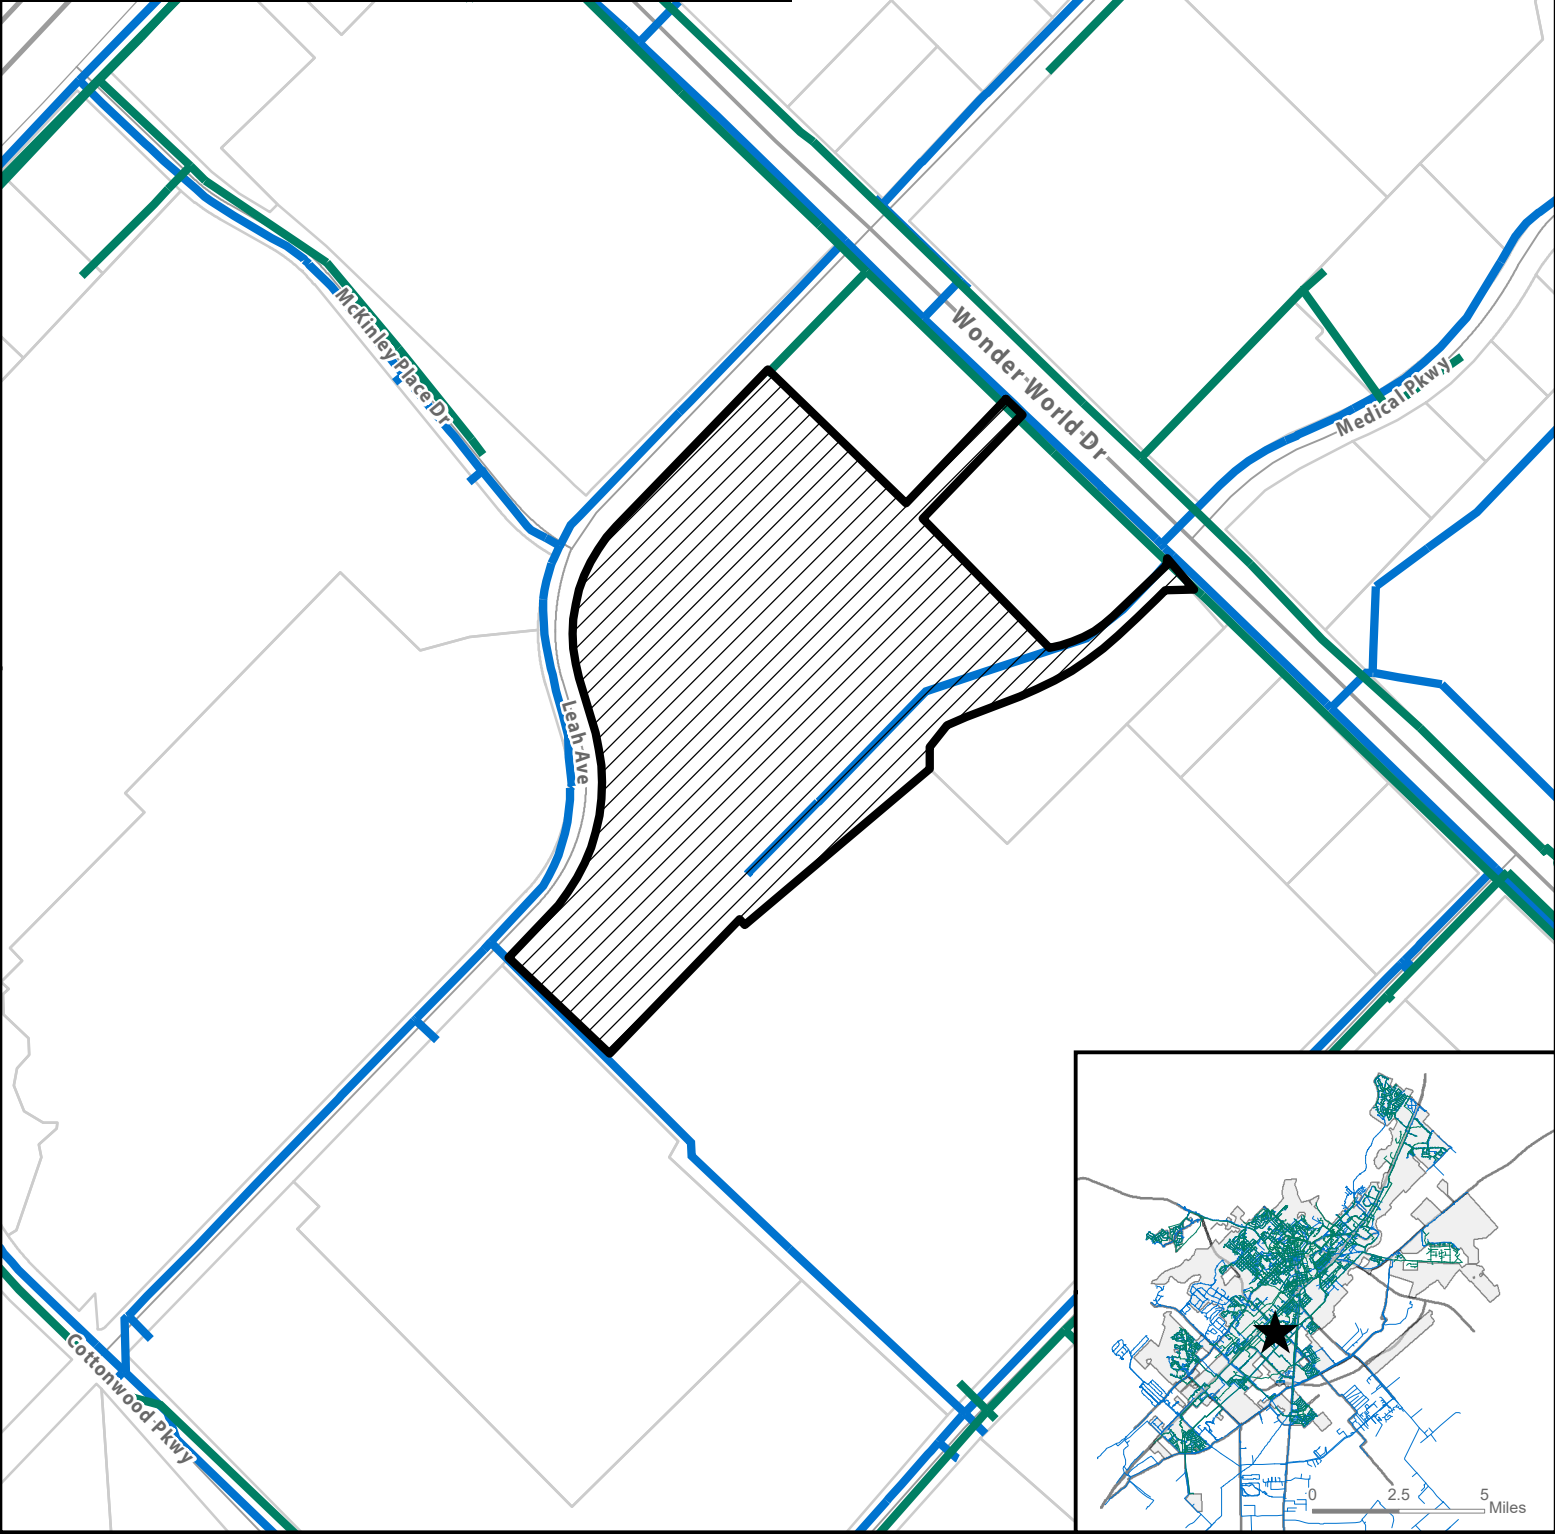 McKinley Place Dr
Wonder World Dr
Medical Pkwy
Leah Ave
Cottonwood Pkwy
0 2.5 5
Miles